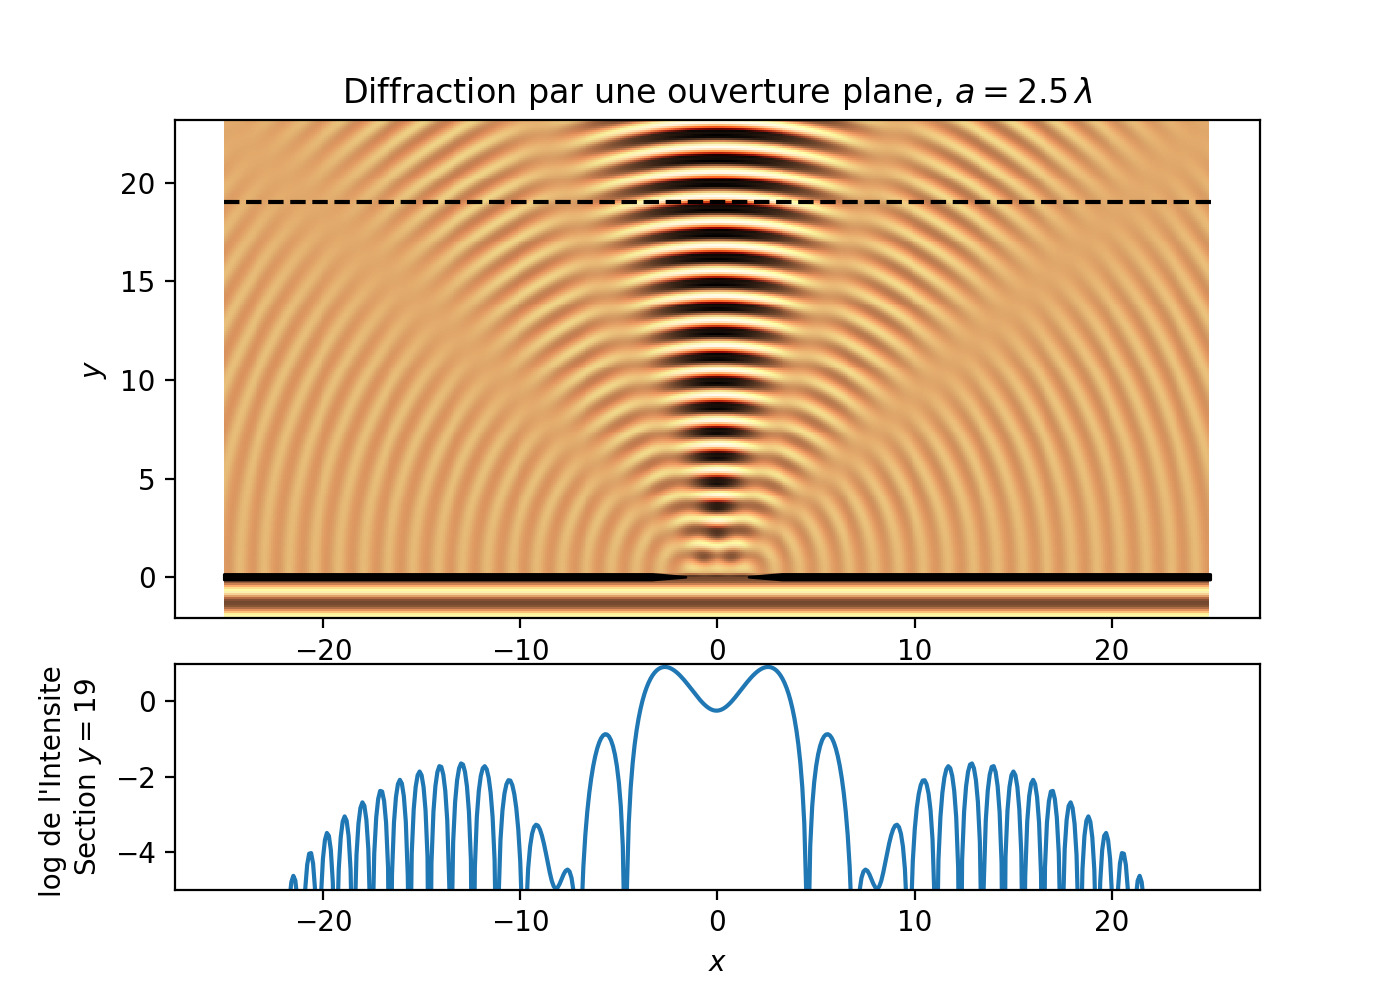 Diffraction par une ouverture plane, a = 2.5 λ
y
20
15
10
5
0
−20 −10 0 10 20
log de l'Intensite
Section y = 19
0
−2
−4
−20 −10 0 10 20
x